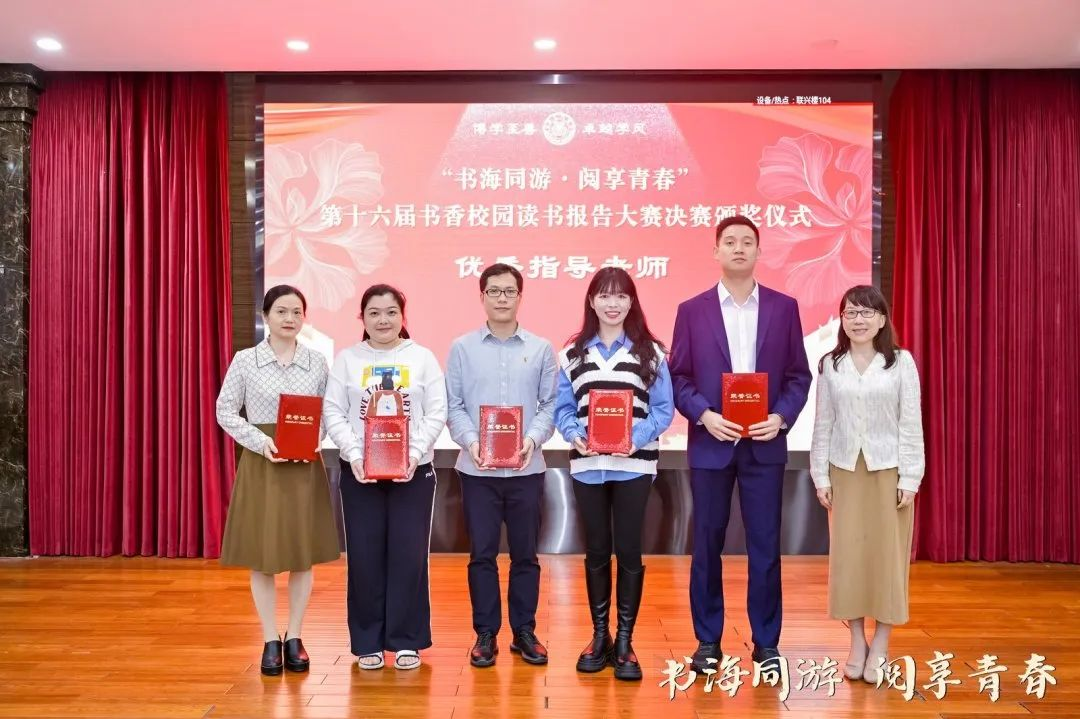 设备/热点：联兴楼104
博学至善 卓越学风
“书海同游·阅享青春”
第十六届书香校园读书报告大赛决赛颁奖仪式
优秀指导老师
荣誉证书
荣誉证书
荣誉证书
荣誉证书
荣誉证书
书海同游 阅享青春